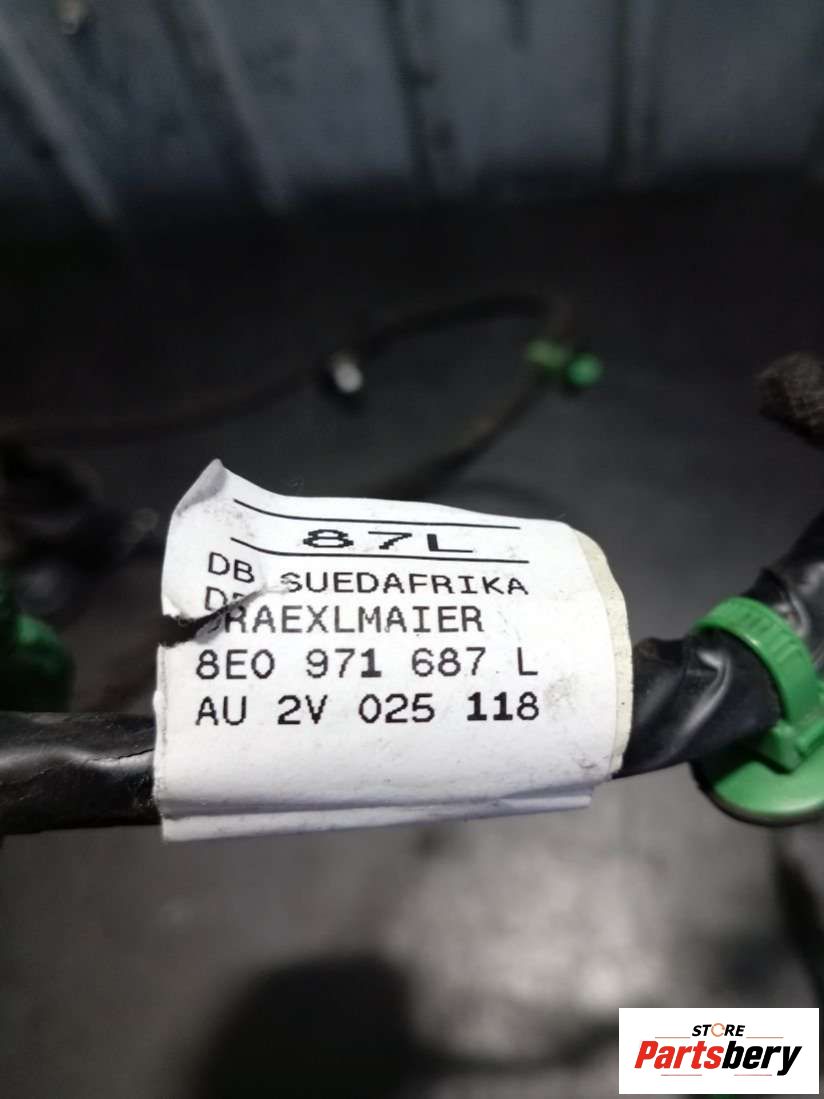 87L
DB SUEDAFRIKA
DRAEXLMAIER
8E0 971 687 L
AU 2V 025 118
STORE
Partsbery